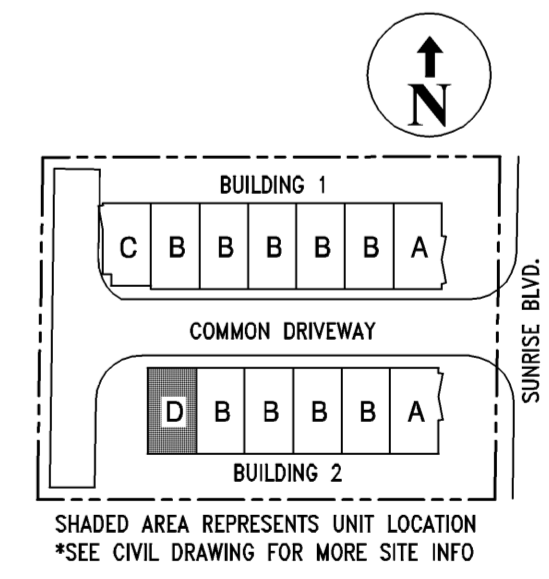 N
BUILDING 1
C B B B B B A
COMMON DRIVEWAY
SUNRISE BLVD.
D B B B B A
BUILDING 2
SHADED AREA REPRESENTS UNIT LOCATION
*SEE CIVIL DRAWING FOR MORE SITE INFO